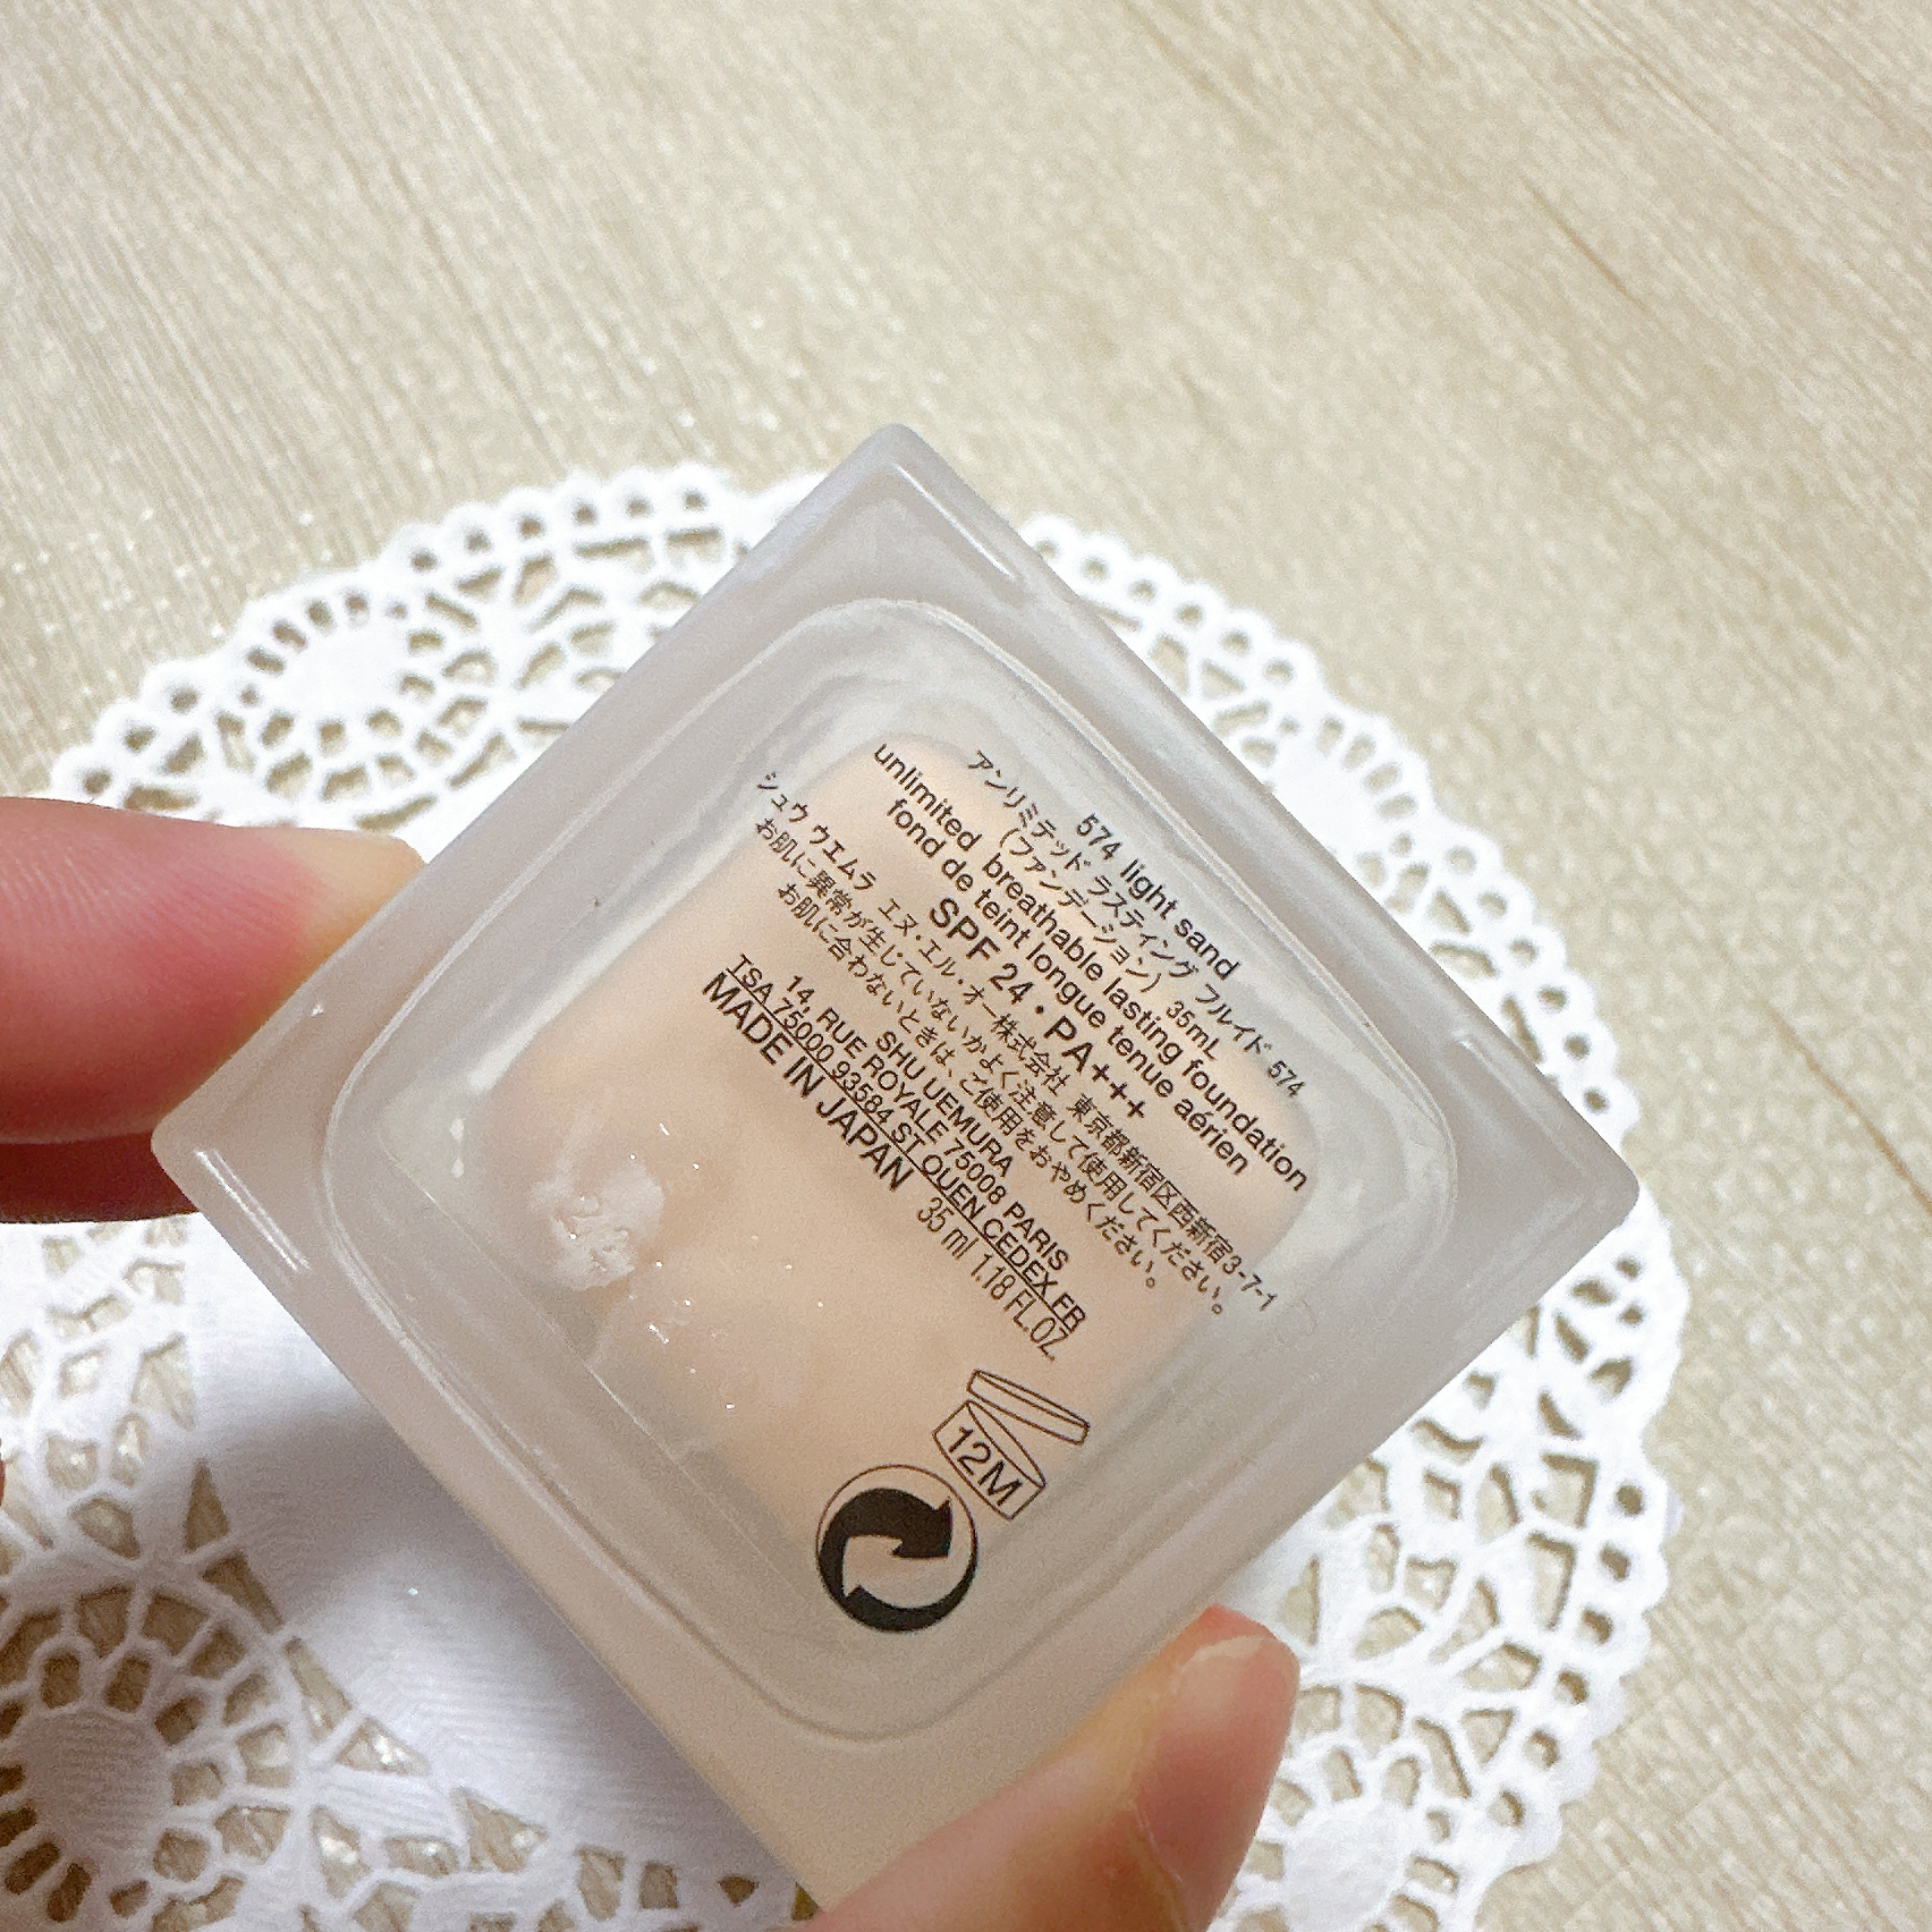 574 light sand
アンリミテッド ラスティング フルイド 574
(ファンデーション) 35mL
unlimited breathable lasting foundation
fond de teint longue tenue aérien
SPF 24・PA+++
シュウ ウエムラ エヌ・エル・オー株式会社 東京都新宿区西新宿3-7-1
お肌に異常が生じていないかよく注意して使用してください。
お肌に合わないときは、ご使用をおやめください。
SHU UEMURA
14, RUE ROYALE 75008 PARIS
TSA 75000 93584 ST OUEN CEDEX FR
MADE IN JAPAN 35 ml 1.18 FL.OZ.
12M